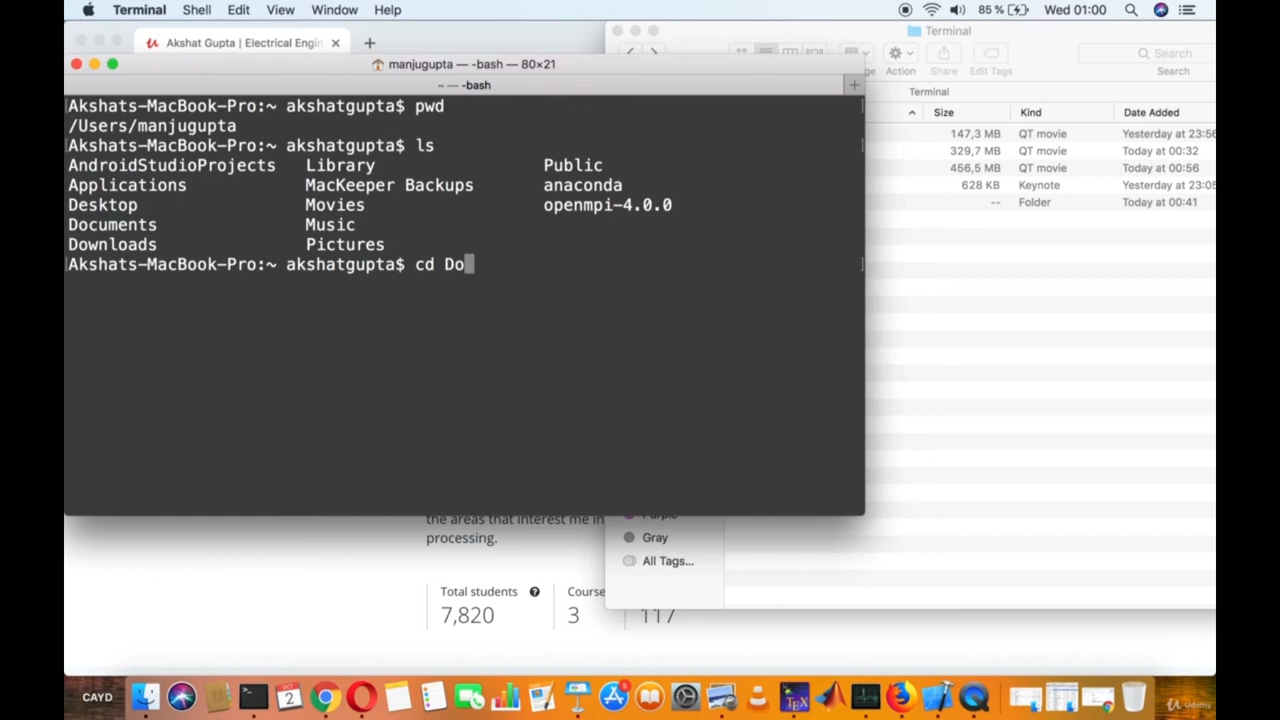 Terminal Shell Edit View Window Help 85 % Wed 01:00
Akshat Gupta | Electrical Engin
Terminal
manjugupta — -bash — 80×21
Action Share Edit Tags Search
Search
~ — -bash
Terminal
Akshats-MacBook-Pro:~ akshatgupta$ pwd
/Users/manjugupta
Akshats-MacBook-Pro:~ akshatgupta$ ls
AndroidStudioProjects Library Public
Applications MacKeeper Backups anaconda
Desktop Movies openmpi-4.0.0
Documents Music
Downloads Pictures
Akshats-MacBook-Pro:~ akshatgupta$ cd Do
Size Kind Date Added
147,3 MB QT movie Yesterday at 23:56
329,7 MB QT movie Today at 00:32
456,5 MB QT movie Today at 00:56
628 KB Keynote Yesterday at 23:05
-- Folder Today at 00:41
Gray
All Tags...
the areas that interest me in
processing.
Total students Course
7,820 3 117
CAYD
OCT
2
TEX
Udemy